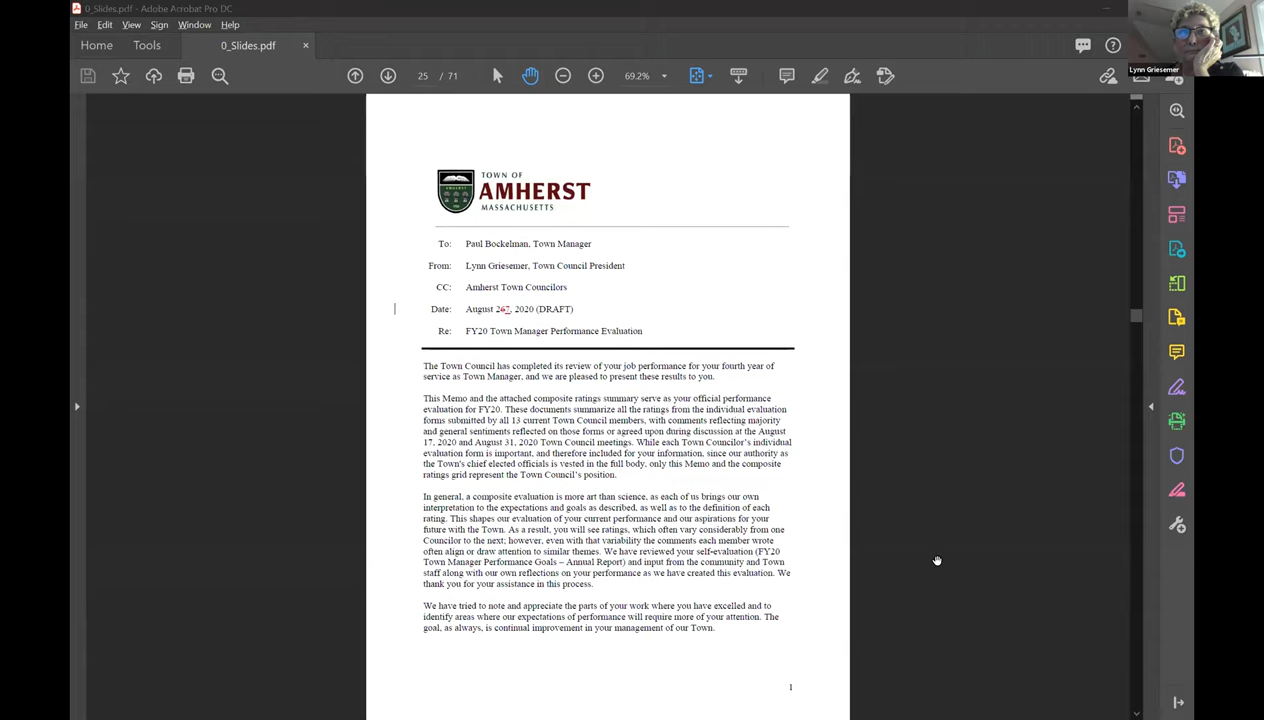 0_Slides.pdf - Adobe Acrobat Pro DC
File Edit View Sign Window Help
Home Tools 0_Slides.pdf ×
25 / 71 69.2%
Lynn Griesemer
TOWN OF
AMHERST
MASSACHUSETTS
To: Paul Bockelman, Town Manager
From: Lynn Griesemer, Town Council President
CC: Amherst Town Councilors
Date: August 267, 2020 (DRAFT)
Re: FY20 Town Manager Performance Evaluation
The Town Council has completed its review of your job performance for your fourth year of
service as Town Manager, and we are pleased to present these results to you.
This Memo and the attached composite ratings summary serve as your official performance
evaluation for FY20. These documents summarize all the ratings from the individual evaluation
forms submitted by all 13 current Town Council members, with comments reflecting majority
and general sentiments reflected on those forms or agreed upon during discussion at the August
17, 2020 and August 31, 2020 Town Council meetings. While each Town Councilor's individual
evaluation form is important, and therefore included for your information, since our authority as
the Town's chief elected officials is vested in the full body, only this Memo and the composite
ratings grid represent the Town Council's position.
In general, a composite evaluation is more art than science, as each of us brings our own
interpretation to the expectations and goals as described, as well as to the definition of each
rating. This shapes our evaluation of your current performance and our aspirations for your
future with the Town. As a result, you will see ratings, which often vary considerably from one
Councilor to the next; however, even with that variability the comments each member wrote
often align or draw attention to similar themes. We have reviewed your self-evaluation (FY20
Town Manager Performance Goals – Annual Report) and input from the community and Town
staff along with our own reflections on your performance as we have created this evaluation. We
thank you for your assistance in this process.
We have tried to note and appreciate the parts of your work where you have excelled and to
identify areas where our expectations of performance will require more of your attention. The
goal, as always, is continual improvement in your management of our Town.
1